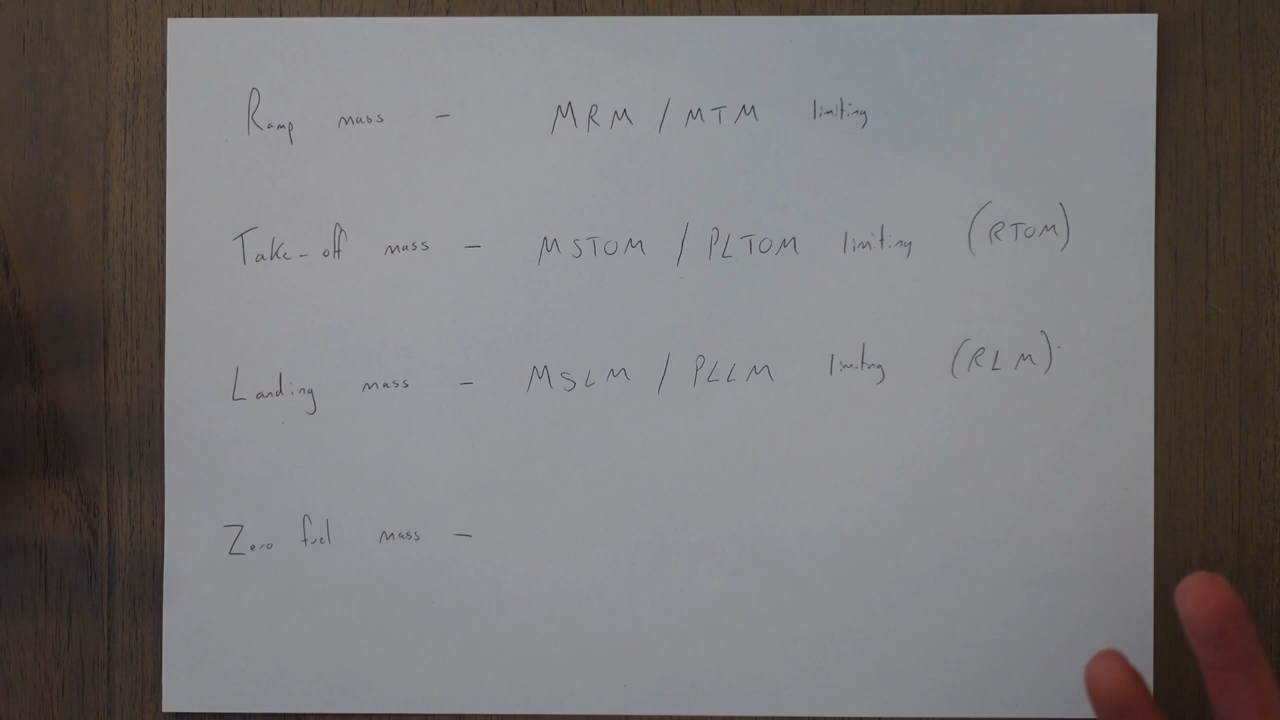 Ramp mass - MRM / MTM limiting
Take-off mass - MSTOM / PLTOM limiting (RTOM)
Landing mass - MSLM / PLLM limiting (RLM)
Zero fuel mass -